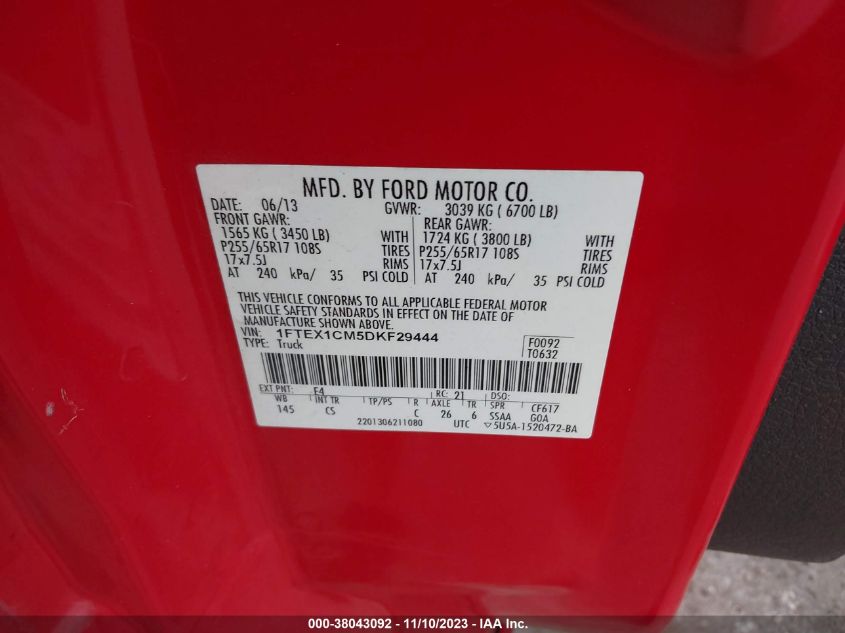 MFD. BY FORD MOTOR CO.
DATE: 06/13 GVWR: 3039 KG ( 6700 LB)
FRONT GAWR: REAR GAWR:
1565 KG ( 3450 LB) WITH 1724 KG ( 3800 LB) WITH
P255/65R17 108S TIRES P255/65R17 108S TIRES
17x7.5J RIMS 17x7.5J RIMS
AT 240 kPa/ 35 PSI COLD AT 240 kPa/ 35 PSI COLD
THIS VEHICLE CONFORMS TO ALL APPLICABLE FEDERAL MOTOR
VEHICLE SAFETY STANDARDS IN EFFECT ON THE DATE OF
MANUFACTURE SHOWN ABOVE.
VIN: 1FTEX1CM5DKF29444 F0092
TYPE: Truck T0632
EXT PNT: F4 RC: 21 DSO:
WB INT TR TP/PS R AXLE TR SPR CF617
145 CS C 26 6 SSAA GOA
2201306211080 UTC ▽5U5A-1520472-BA
000-38043092 - 11/10/2023 - IAA Inc.